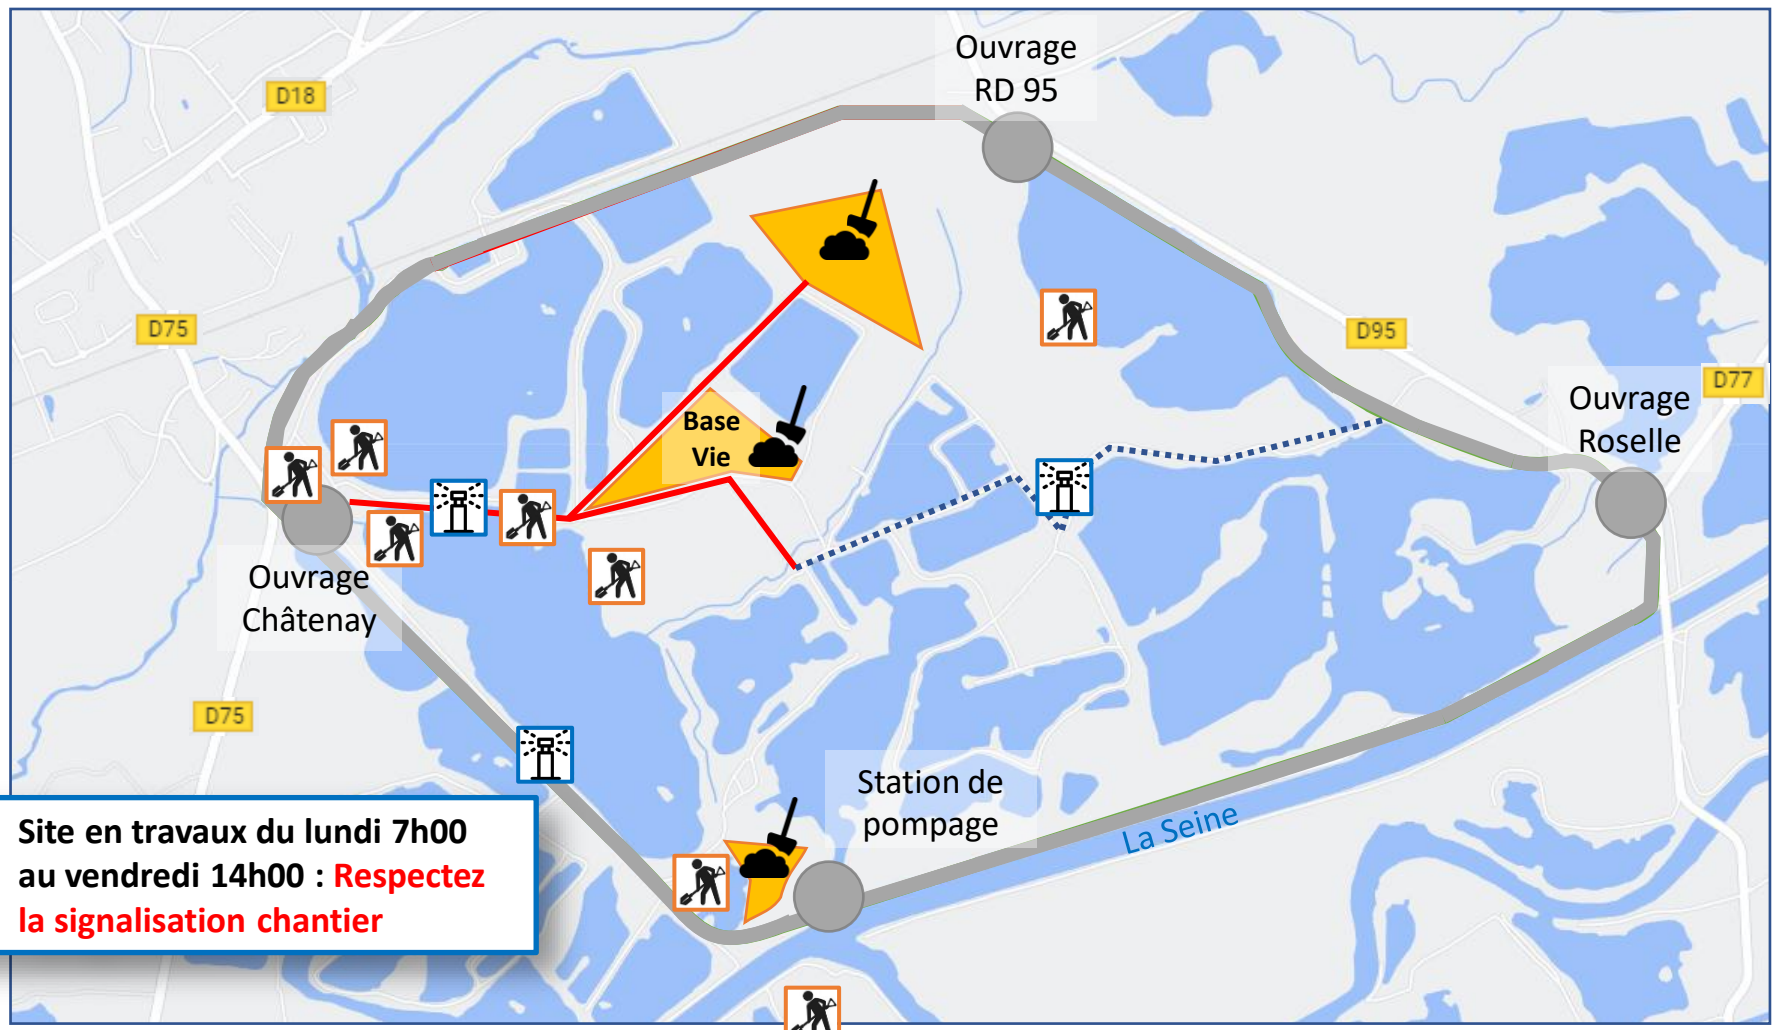 Ouvrage
RD 95
D18
D75
D95
D77
Ouvrage
Roselle
Base
Vie
Ouvrage
Châtenay
D75
Station de
pompage
La Seine
Site en travaux du lundi 7h00
au vendredi 14h00 : Respectez
la signalisation chantier